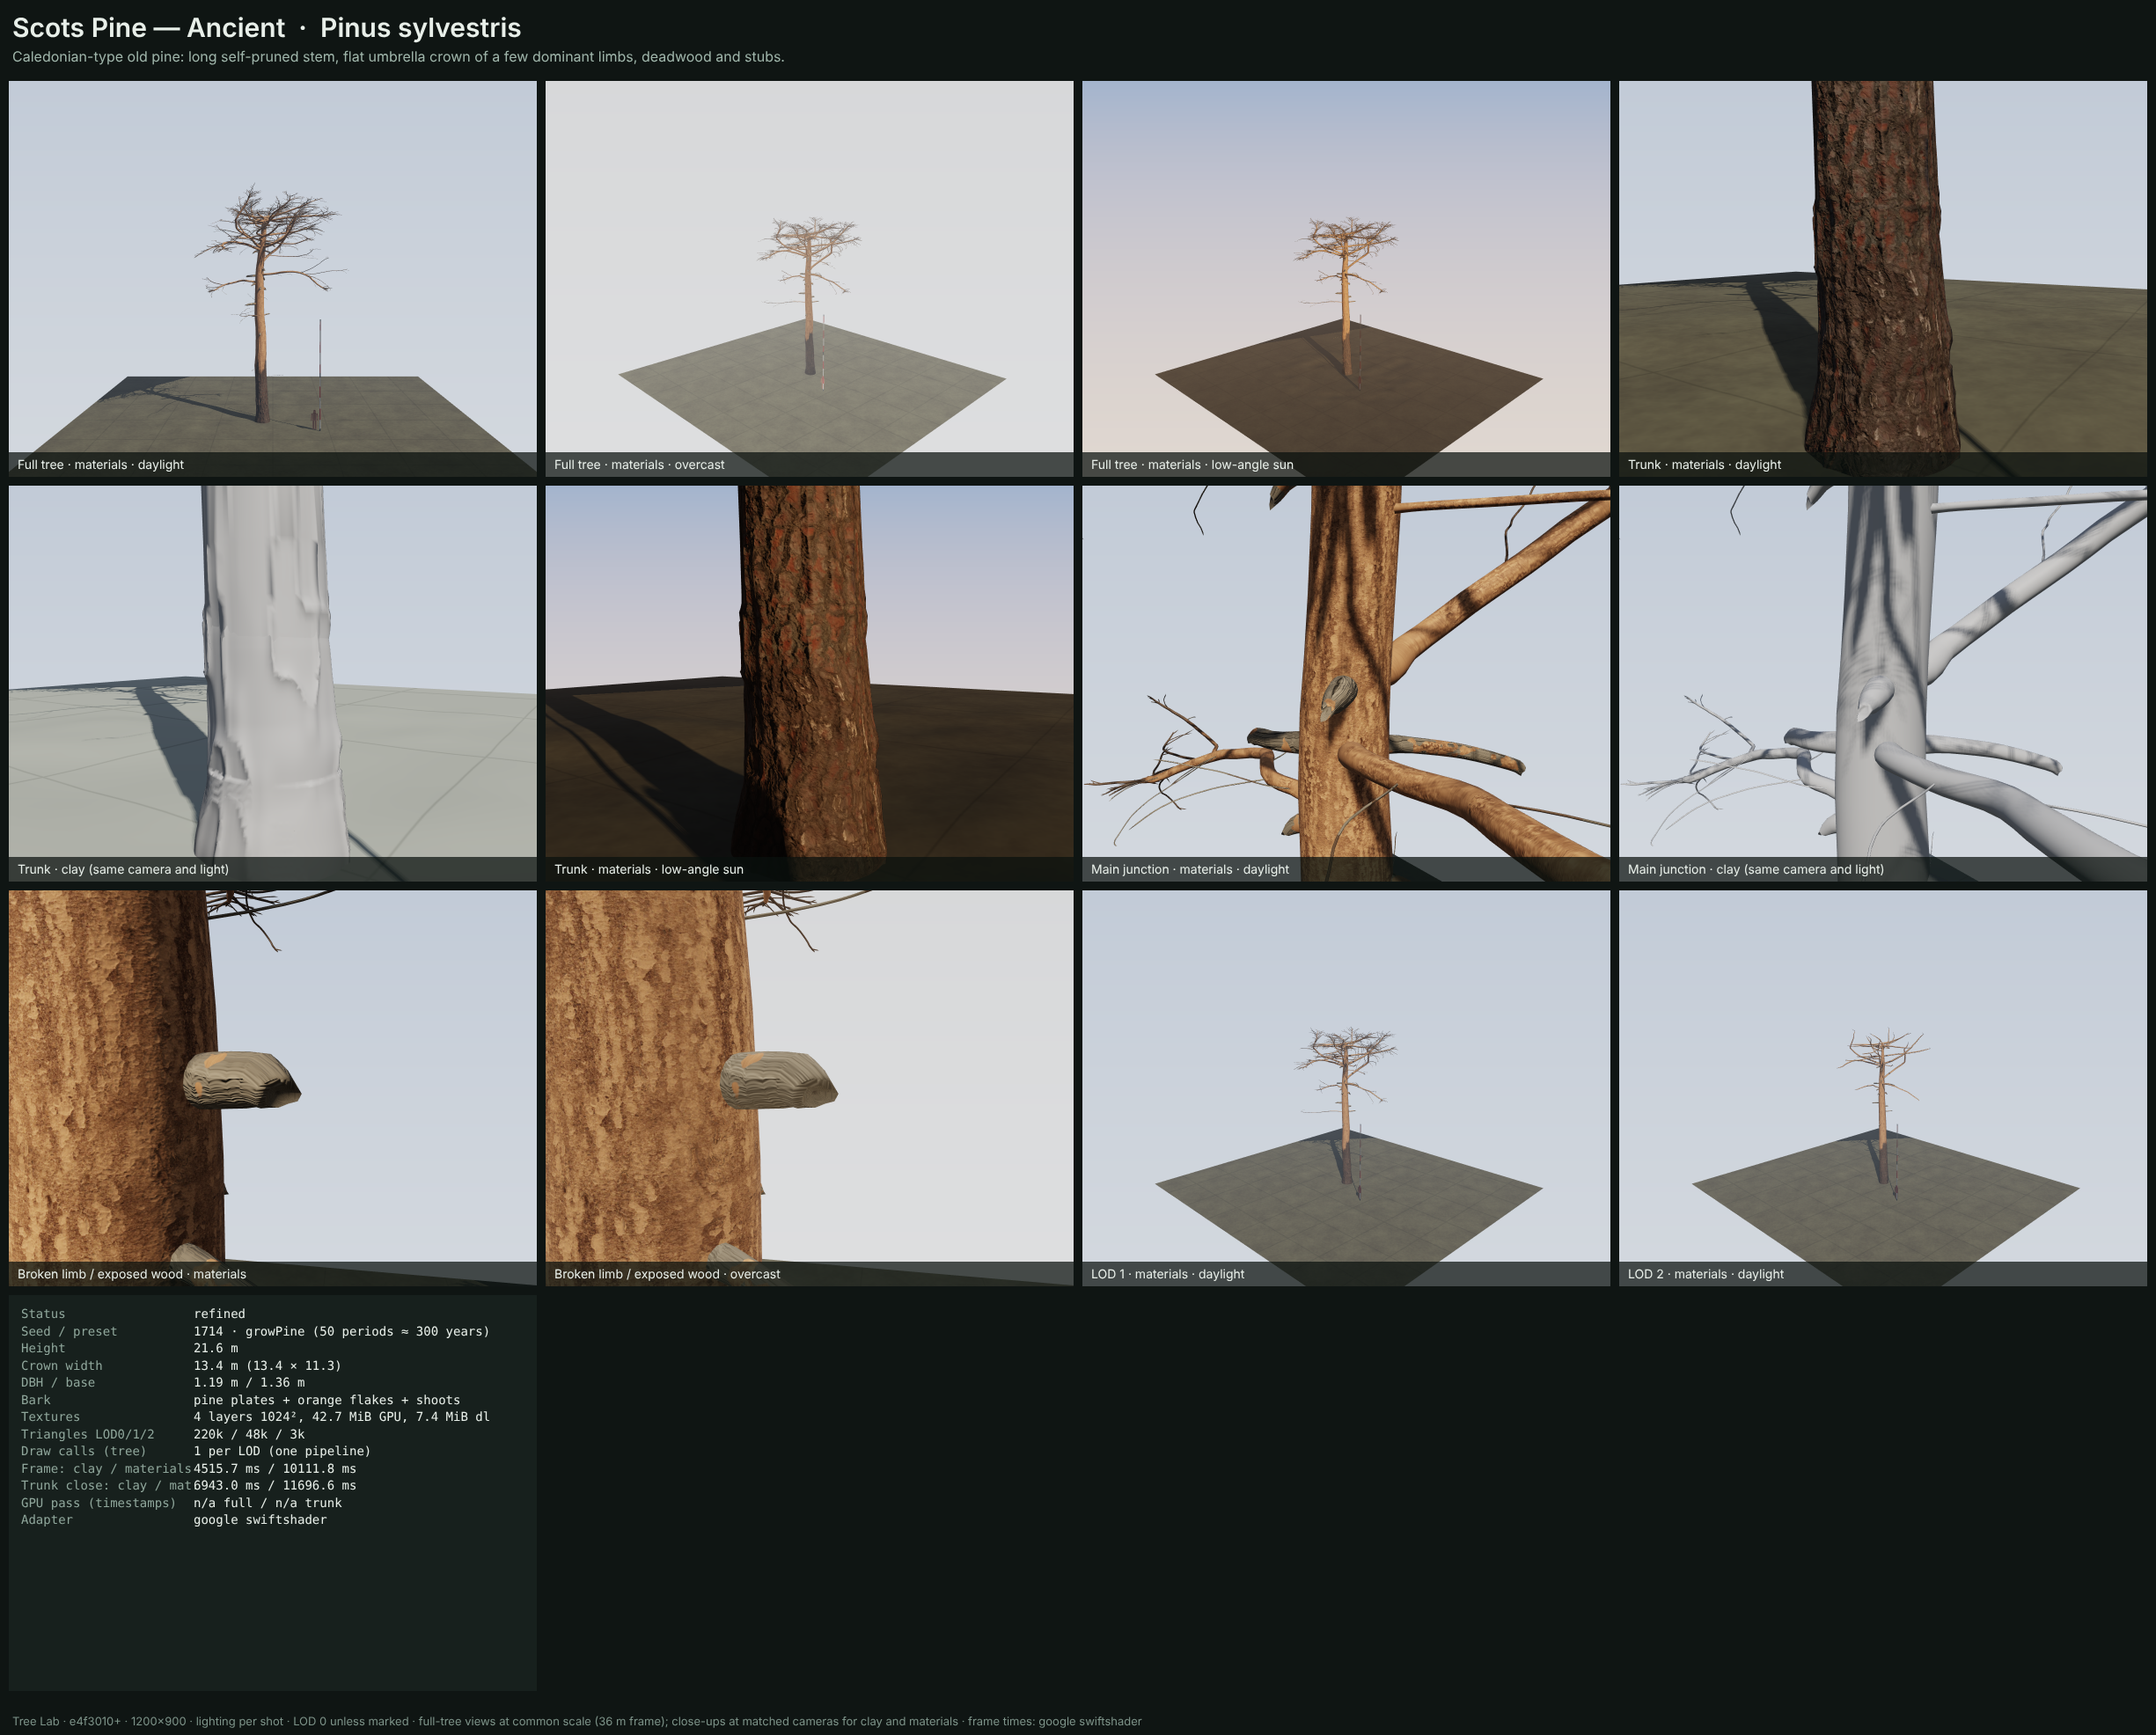 Scots Pine — Ancient · Pinus sylvestris
Caledonian-type old pine: long self-pruned stem, flat umbrella crown of a few dominant limbs, deadwood and stubs.
Full tree · materials · daylight
Full tree · materials · overcast
Full tree · materials · low-angle sun
Trunk · materials · daylight
Trunk · clay (same camera and light)
Trunk · materials · low-angle sun
Main junction · materials · daylight
Main junction · clay (same camera and light)
Broken limb / exposed wood · materials
Broken limb / exposed wood · overcast
LOD 1 · materials · daylight
LOD 2 · materials · daylight
Status refined
Seed / preset 1714 · growPine (50 periods ≈ 300 years)
Height 21.6 m
Crown width 13.4 m (13.4 × 11.3)
DBH / base 1.19 m / 1.36 m
Bark pine plates + orange flakes + shoots
Textures 4 layers 1024², 42.7 MiB GPU, 7.4 MiB dl
Triangles LOD0/1/2 220k / 48k / 3k
Draw calls (tree) 1 per LOD (one pipeline)
Frame: clay / materials 4515.7 ms / 10111.8 ms
Trunk close: clay / mat 6943.0 ms / 11696.6 ms
GPU pass (timestamps) n/a full / n/a trunk
Adapter google swiftshader
Tree Lab · e4f3010+ · 1200×900 · lighting per shot · LOD 0 unless marked · full-tree views at common scale (36 m frame); close-ups at matched cameras for clay and materials · frame times: google swiftshader